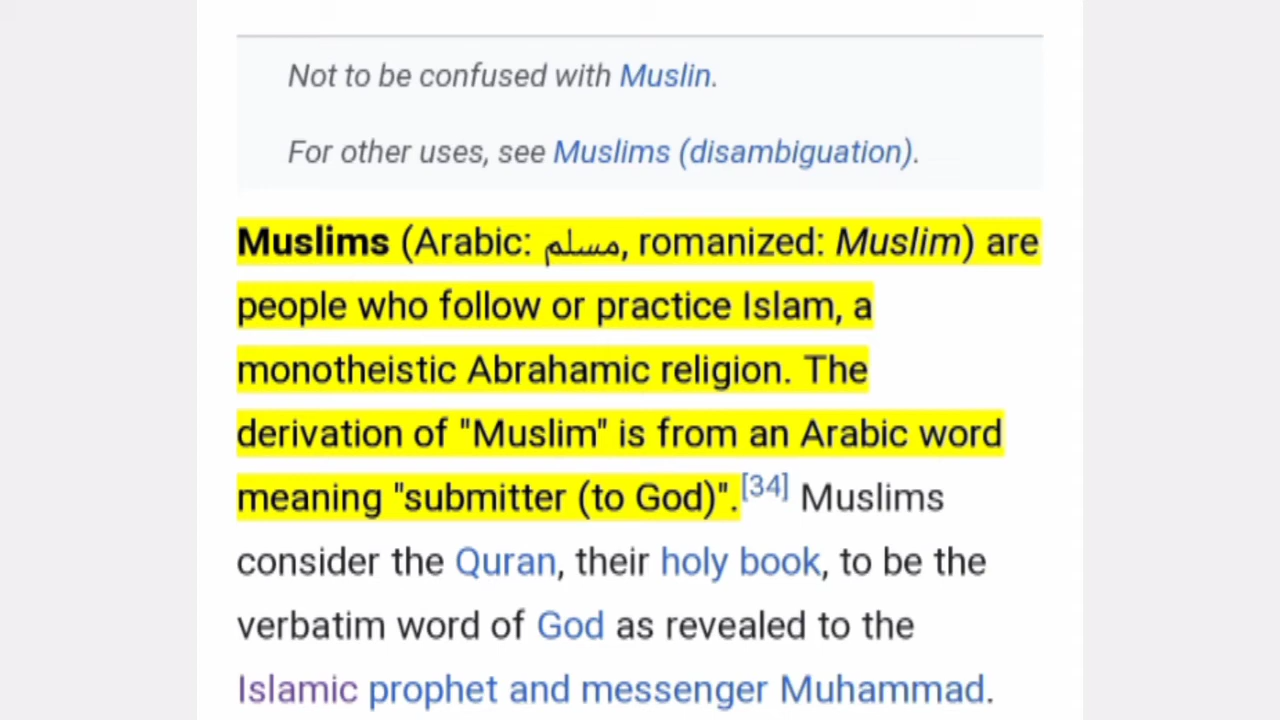 Not to be confused with Muslin.
For other uses, see Muslims (disambiguation).
Muslims (Arabic: مسلم, romanized: Muslim) are
people who follow or practice Islam, a
monotheistic Abrahamic religion. The
derivation of "Muslim" is from an Arabic word
meaning "submitter (to God)".[34] Muslims
consider the Quran, their holy book, to be the
verbatim word of God as revealed to the
Islamic prophet and messenger Muhammad.